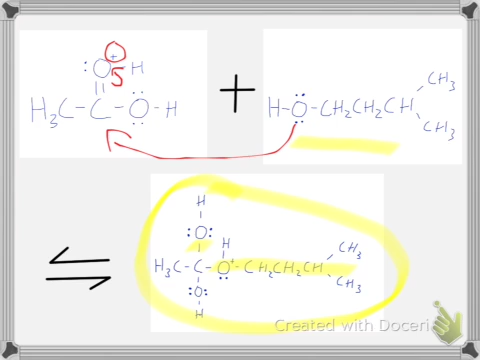 :O+ H
H3C - C - O - H
+
H - O - CH2CH2CH
CH3
CH3
H
:O:
H
H3C - C - O+ - CH2CH2CH
CH3
CH3
:O:
H
Created with Doceri